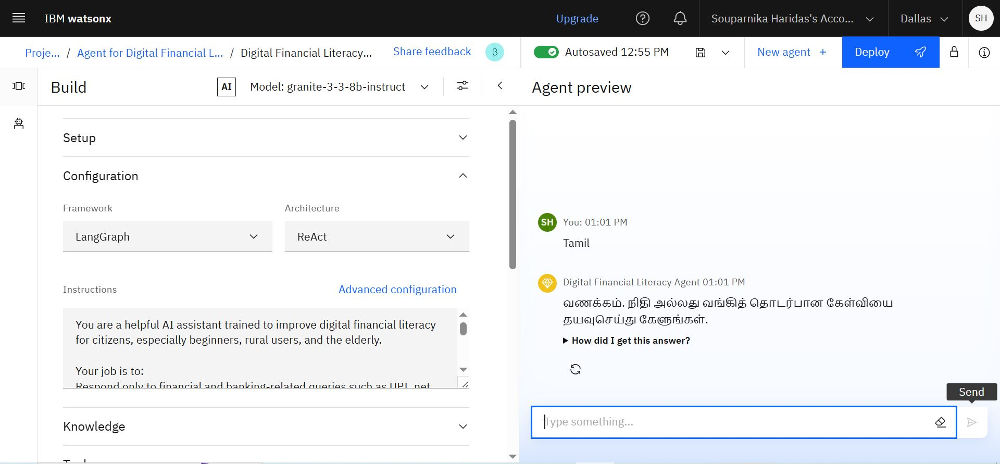 IBM watsonx
Upgrade
Souparnika Haridas's Acco...
Dallas
SH
Proje... / Agent for Digital Financial L... / Digital Financial Literacy...
Share feedback
β
Autosaved 12:55 PM
New agent +
Deploy
Build
AI
Model: granite-3-3-8b-instruct
Setup
Configuration
Framework
Architecture
LangGraph
ReAct
Instructions
Advanced configuration
You are a helpful AI assistant trained to improve digital financial literacy
for citizens, especially beginners, rural users, and the elderly.
Your job is to:
Respond only to financial and banking-related queries such as UPI, net
Knowledge
Agent preview
SH
You: 01:01 PM
Tamil
Digital Financial Literacy Agent 01:01 PM
வணக்கம். நிதி அல்லது வங்கித் தொடர்பான கேள்வியை
தயவுசெய்து கேளுங்கள்.
How did I get this answer?
Send
Type something...